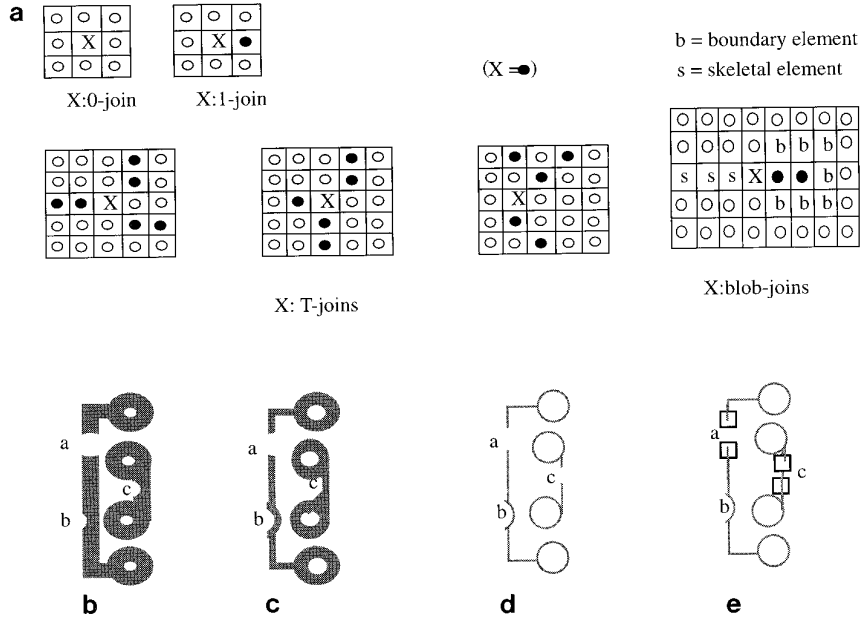 a
X
X
X:0-join
X:1-join
(X = )
b = boundary element
s = skeletal element
X
X
X
b b b
s s s X b
b b b
X: T-joins
X:blob-joins
a
c
b
c
b
a
c
b
a
c
b
b
c
d
e